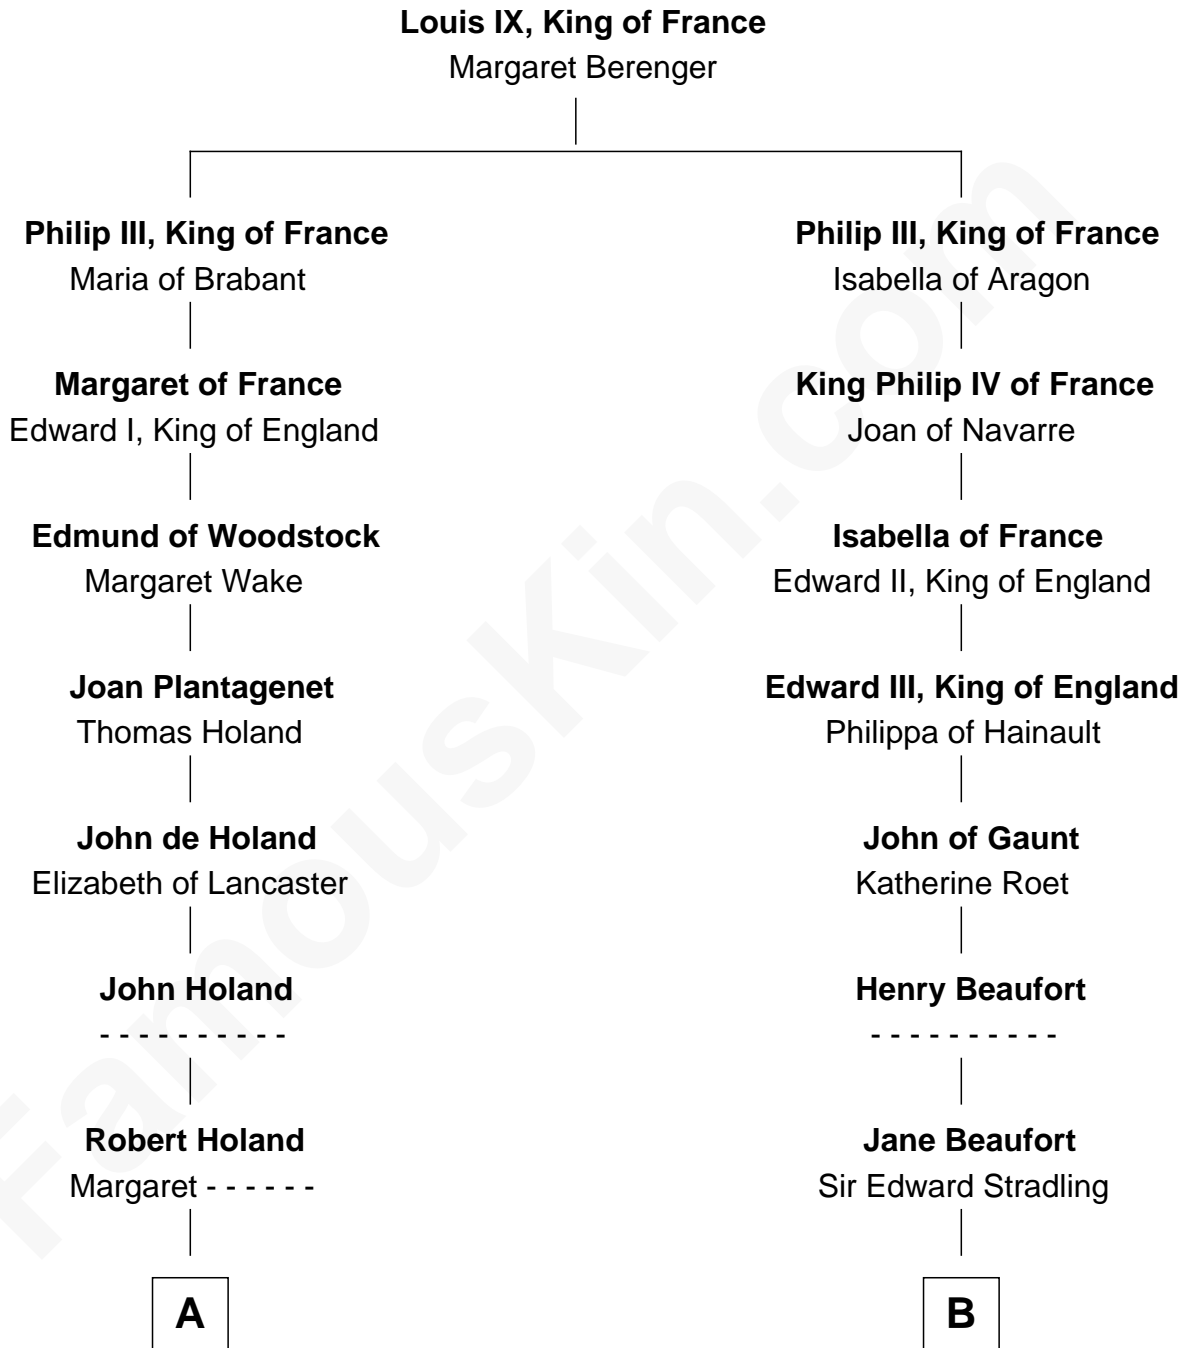 Louis IX, King of France
Margaret Berenger
Philip III, King of France
Maria of Brabant
Philip III, King of France
Isabella of Aragon
Margaret of France
Edward I, King of England
King Philip IV of France
Joan of Navarre
Edmund of Woodstock
Margaret Wake
Isabella of France
Edward II, King of England
Joan Plantagenet
Thomas Holand
Edward III, King of England
Philippa of Hainault
John de Holand
Elizabeth of Lancaster
John of Gaunt
Katherine Roet
John Holand
- - - - - - - - - -
Henry Beaufort
- - - - - - - - - -
Robert Holand
Margaret - - - - - -
Jane Beaufort
Sir Edward Stradling
A
B
FamousKin.com